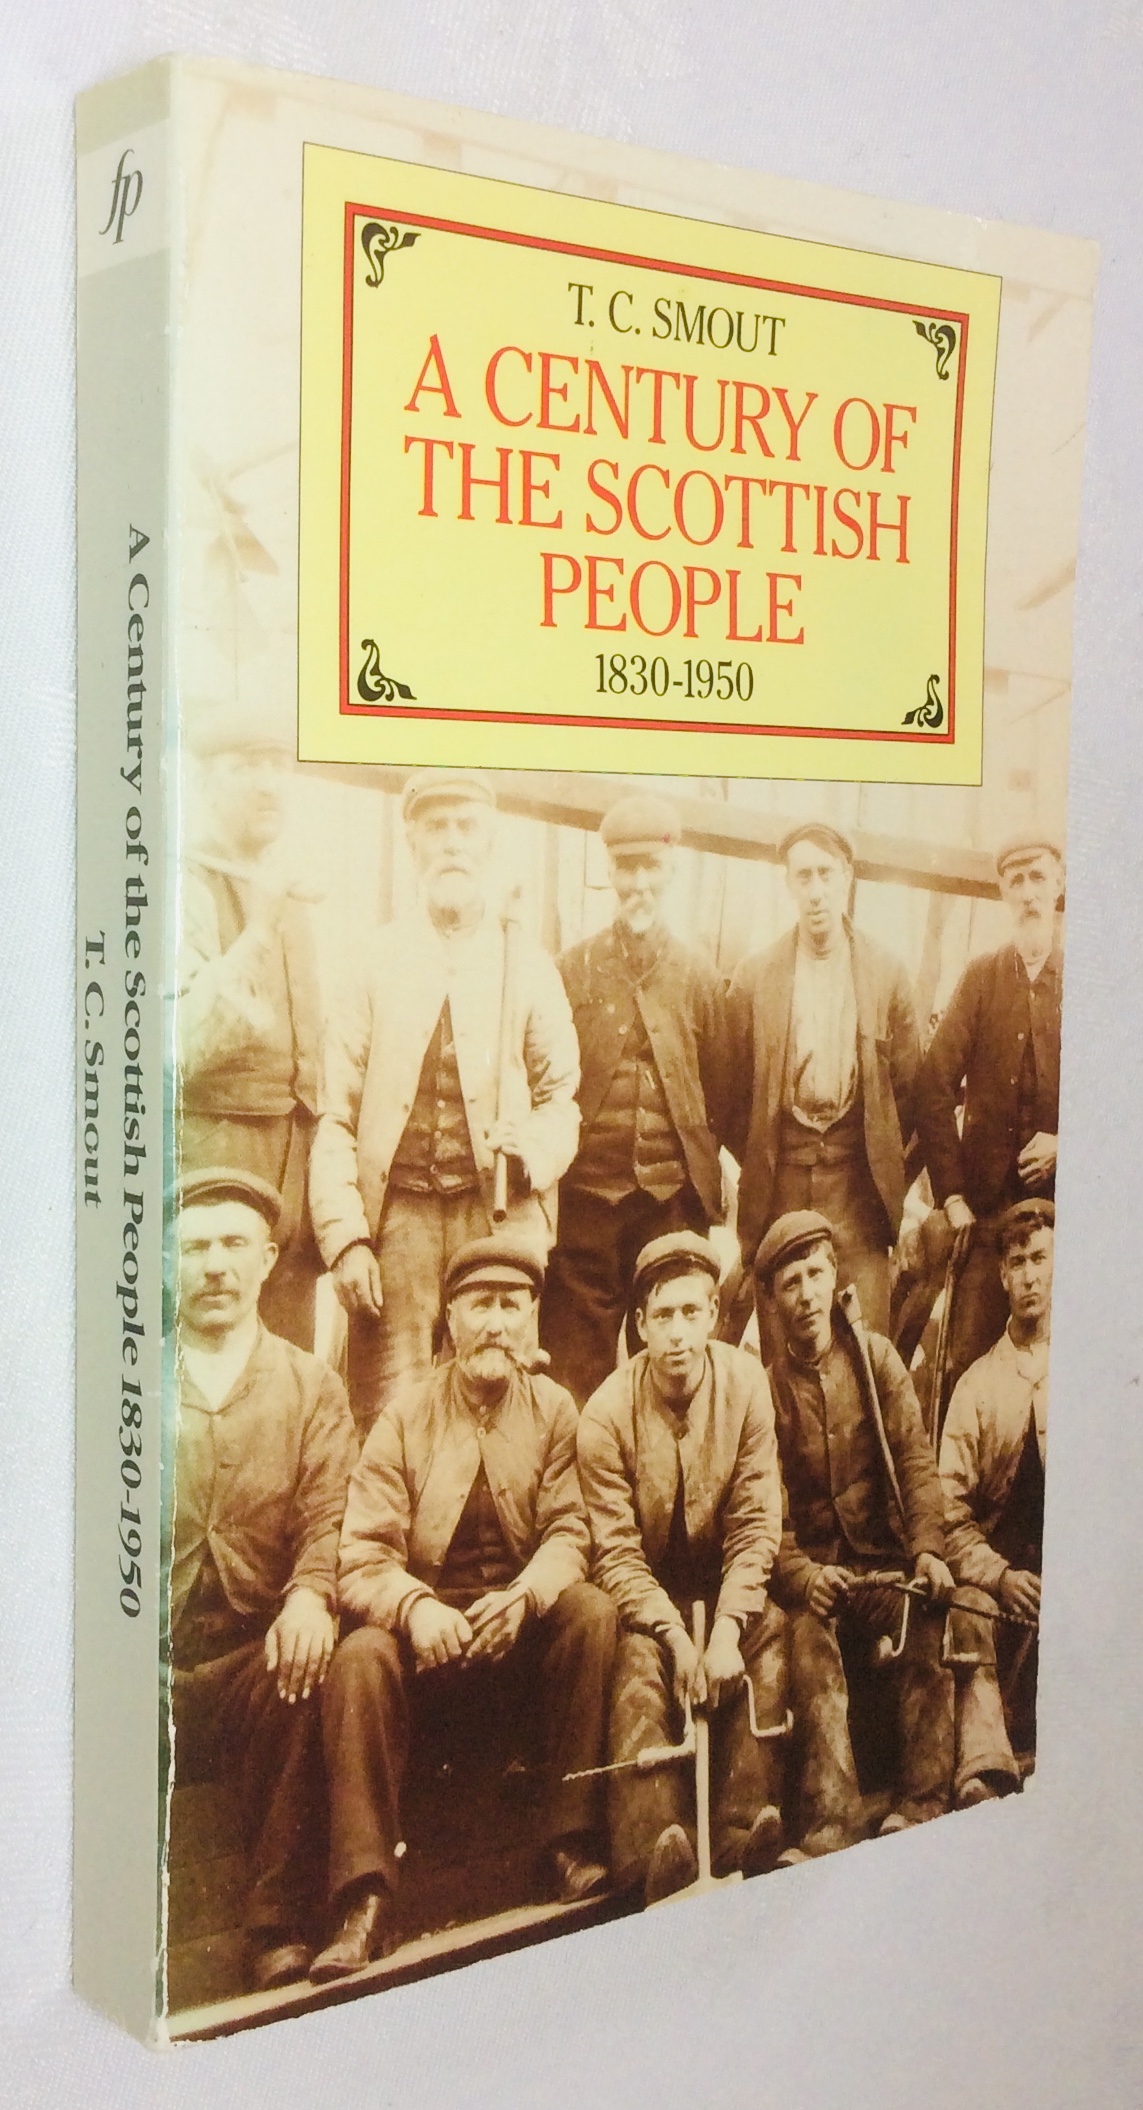 T. C. SMOUT
A CENTURY OF
THE SCOTTISH
PEOPLE
1830-1950
fp
A Century of the Scottish People 1830-1950
T. C. Smout